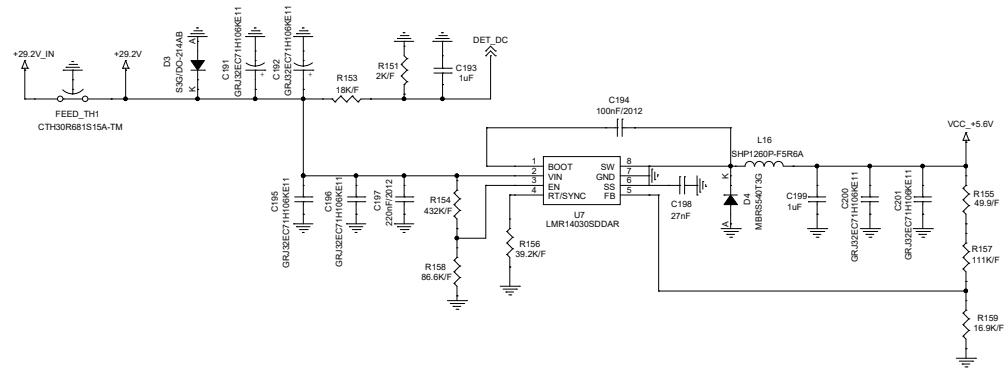 +29.2V_IN
+29.2V
FEED_TH1
CTH30R681S15A-TM
D3
S3G/DO-214AB
A
K
C191
GRJ32EC71H106KE11
+
C192
GRJ32EC71H106KE11
+
R153
18K/F
R151
2K/F
C193
1uF
DET_DC
C194
100nF/2012
L16
SHP1260P-F5R6A
VCC_+5.6V
C195
GRJ32EC71H106KE11
C196
GRJ32EC71H106KE11
C197
220nF/2012
R154
432K/F
R158
86.6K/F
R156
39.2K/F
1
2
3
4
BOOT
VIN
EN
RT/SYNC
SW
GND
SS
FB
8
7
6
5
U7
LMR14030SDDAR
C198
27nF
K
D4
A
MBRS540T3G
C199
1uF
C200
GRJ32EC71H106KE11
C201
GRJ32EC71H106KE11
R155
49.9/F
R157
111K/F
R159
16.9K/F